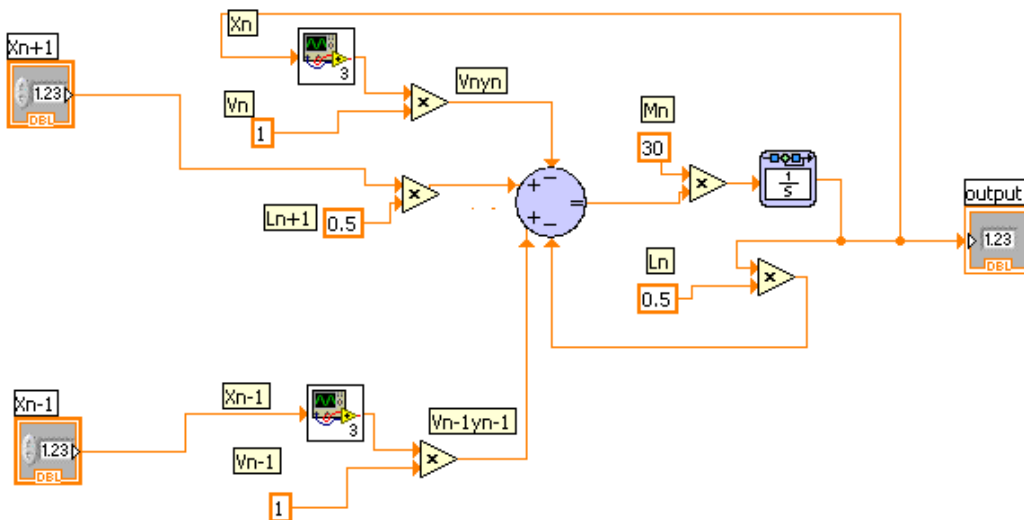 Xn
Xn+1
1.23
DBL
3
Vnyn
Vn
1
×
Mn
30
×
1
S
+
−
+
−
=
×
Ln+1
0.5
output
1.23
DBL
Ln
0.5
×
Xn-1
1.23
DBL
Xn-1
3
Vn-1yn-1
Vn-1
×
1